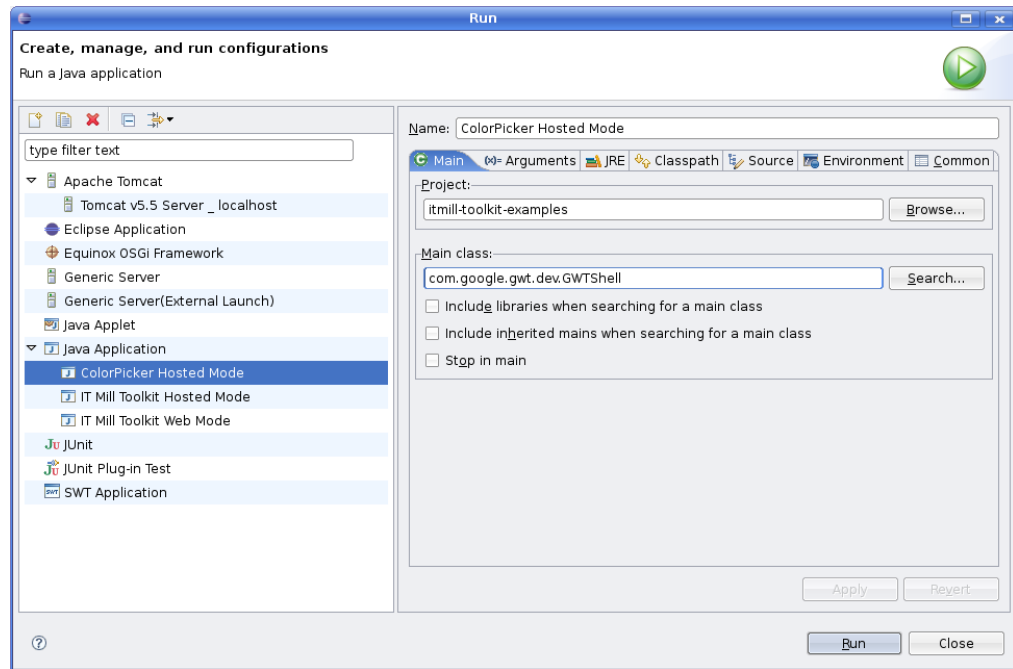 Run
Create, manage, and run configurations
Run a Java application
type filter text
Apache Tomcat
Tomcat v5.5 Server _ localhost
Eclipse Application
Equinox OSGi Framework
Generic Server
Generic Server(External Launch)
Java Applet
Java Application
ColorPicker Hosted Mode
IT Mill Toolkit Hosted Mode
IT Mill Toolkit Web Mode
Ju JUnit
Jü JUnit Plug-in Test
SWT SWT Application
Name: ColorPicker Hosted Mode
Main (x)= Arguments JRE Classpath Source Environment Common
Project:
itmill-toolkit-examples Browse...
Main class:
com.google.gwt.dev.GWTShell Search...
Include libraries when searching for a main class
Include inherited mains when searching for a main class
Stop in main
Apply Revert
? Run Close